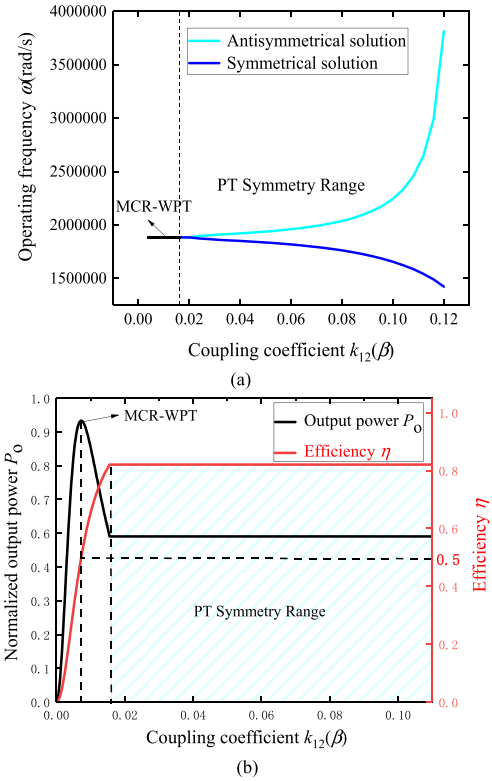 4000000
3500000
3000000
2500000
2000000
1500000
Operating frequency ω(rad/s)
Antisymmetrical solution
Symmetrical solution
PT Symmetry Range
MCR-WPT
0.00 0.02 0.04 0.06 0.08 0.10 0.12
Coupling coefficient k12(β)
(a)
1.0
0.9
0.8
0.7
0.6
0.5
0.4
0.3
0.2
0.1
0.0
Normalized output power Po
MCR-WPT
Output power Po
Efficiency η
PT Symmetry Range
1.0
0.8
0.6
0.5
0.4
0.2
0.0
Efficiency η
0.00 0.02 0.04 0.06 0.08 0.10
Coupling coefficient k12(β)
(b)